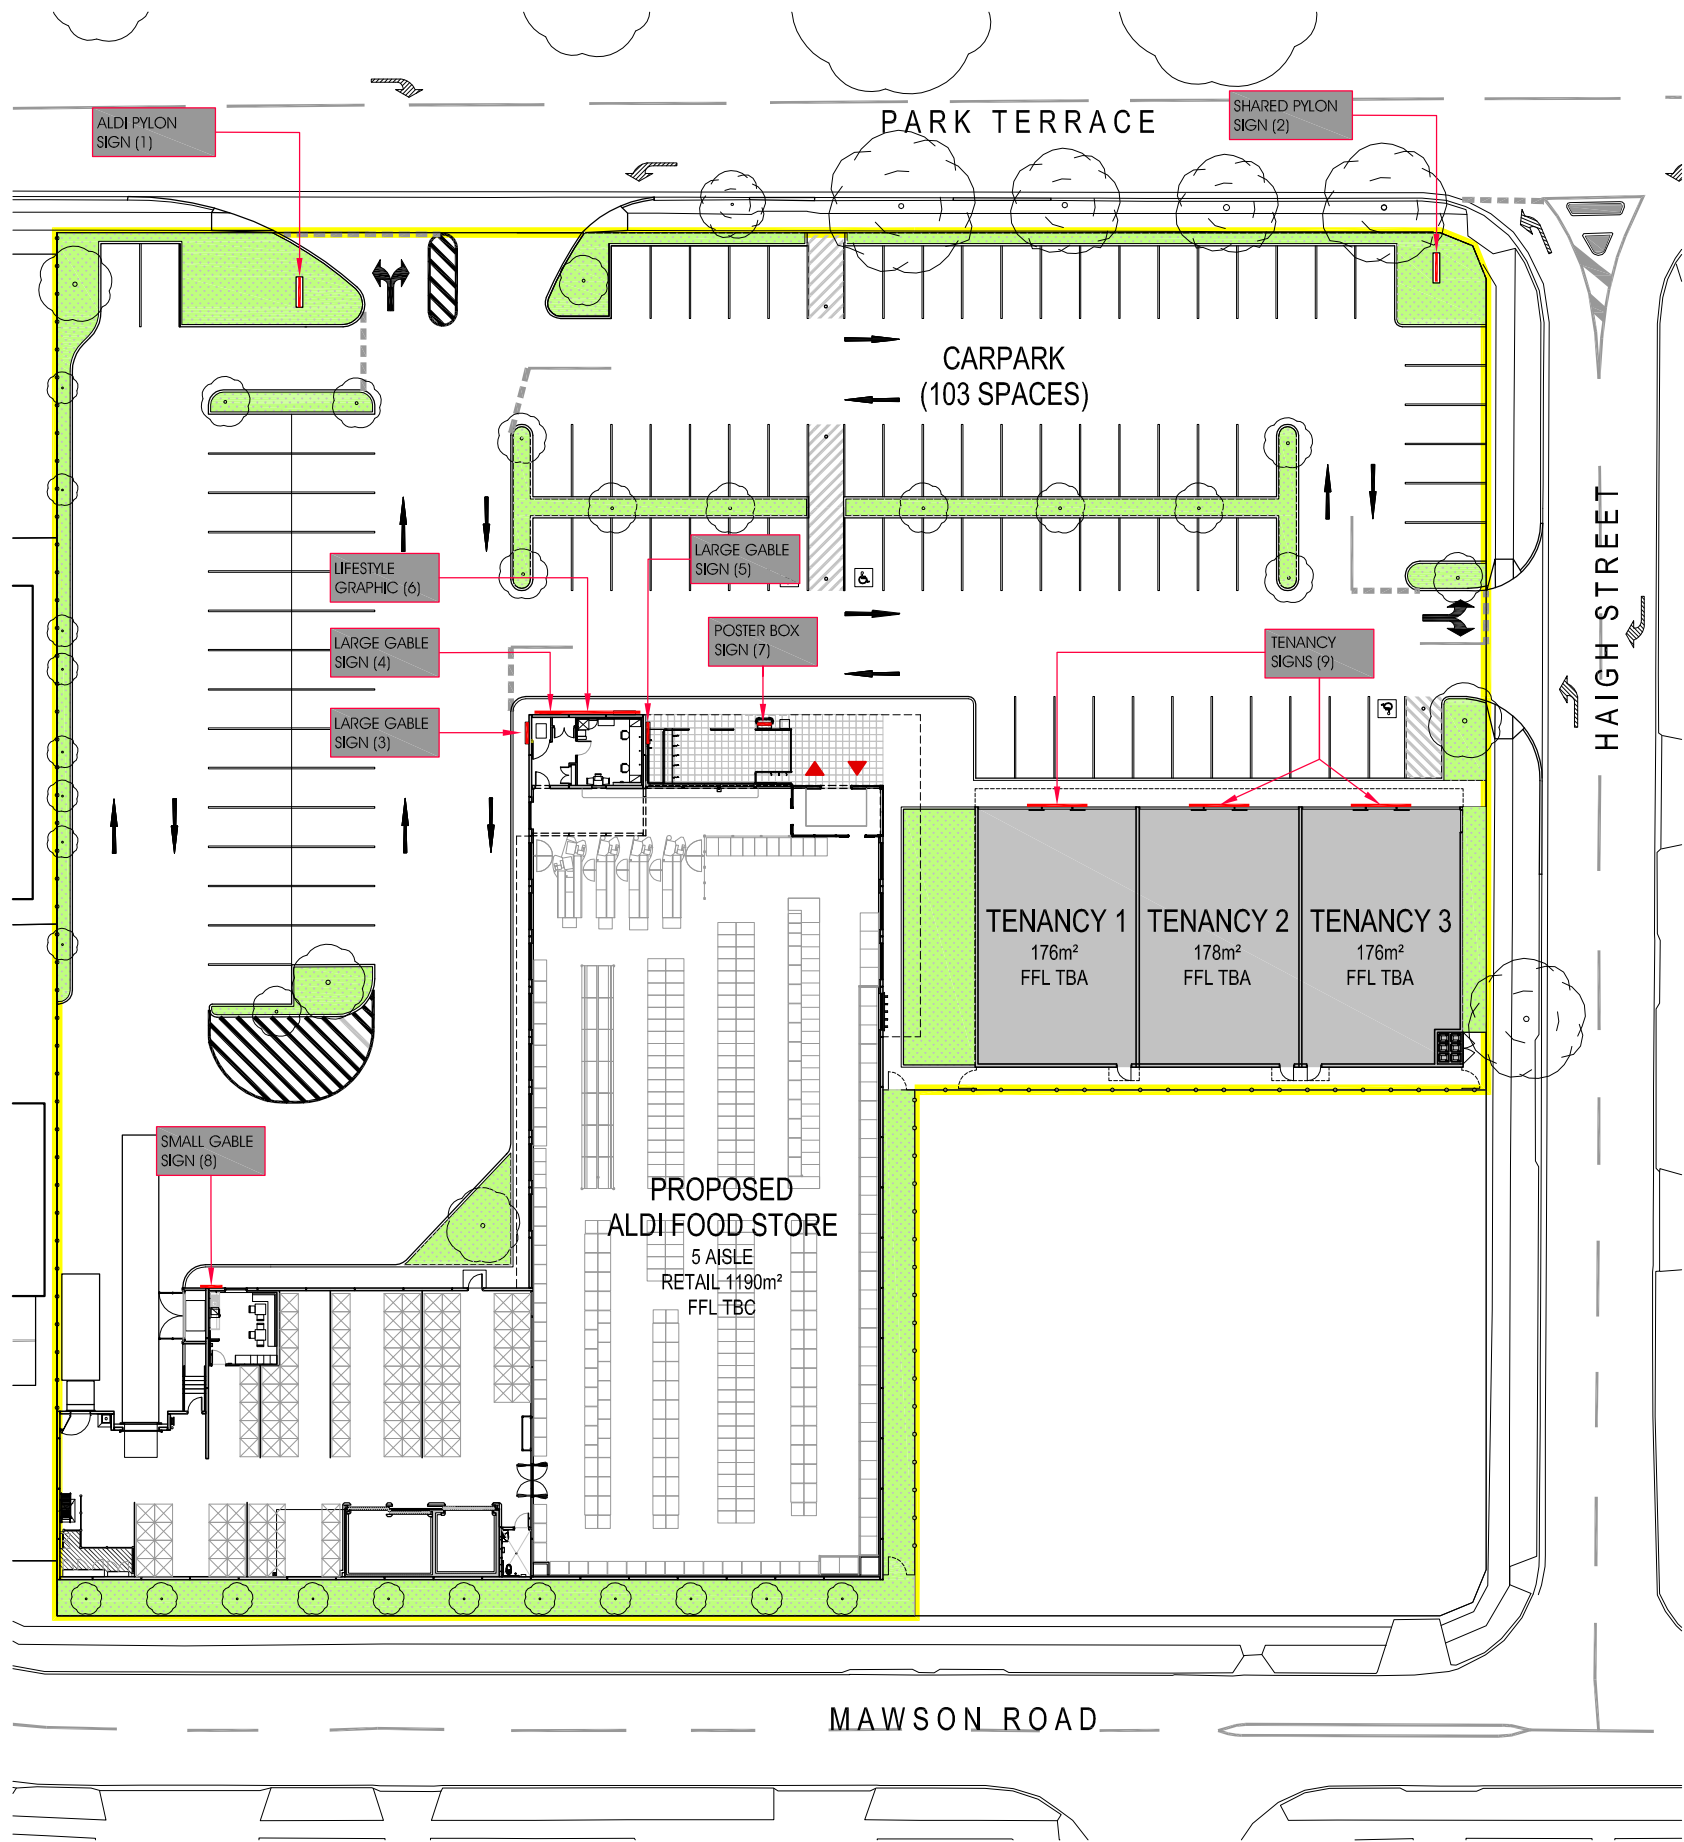 ALDI PYLON
SIGN (1)
PARK TERRACE
SHARED PYLON
SIGN (2)
CARPARK
(103 SPACES)
LIFESTYLE
GRAPHIC (6)
LARGE GABLE
SIGN (5)
LARGE GABLE
SIGN (4)
POSTER BOX
SIGN (7)
TENANCY
SIGNS (9)
LARGE GABLE
SIGN (3)
HAIGH STREET
TENANCY 1
176m²
FFL TBA
TENANCY 2
178m²
FFL TBA
TENANCY 3
176m²
FFL TBA
SMALL GABLE
SIGN (8)
PROPOSED
ALDI FOOD STORE
5 AISLE
RETAIL 1190m²
FFL TBC
MAWSON ROAD